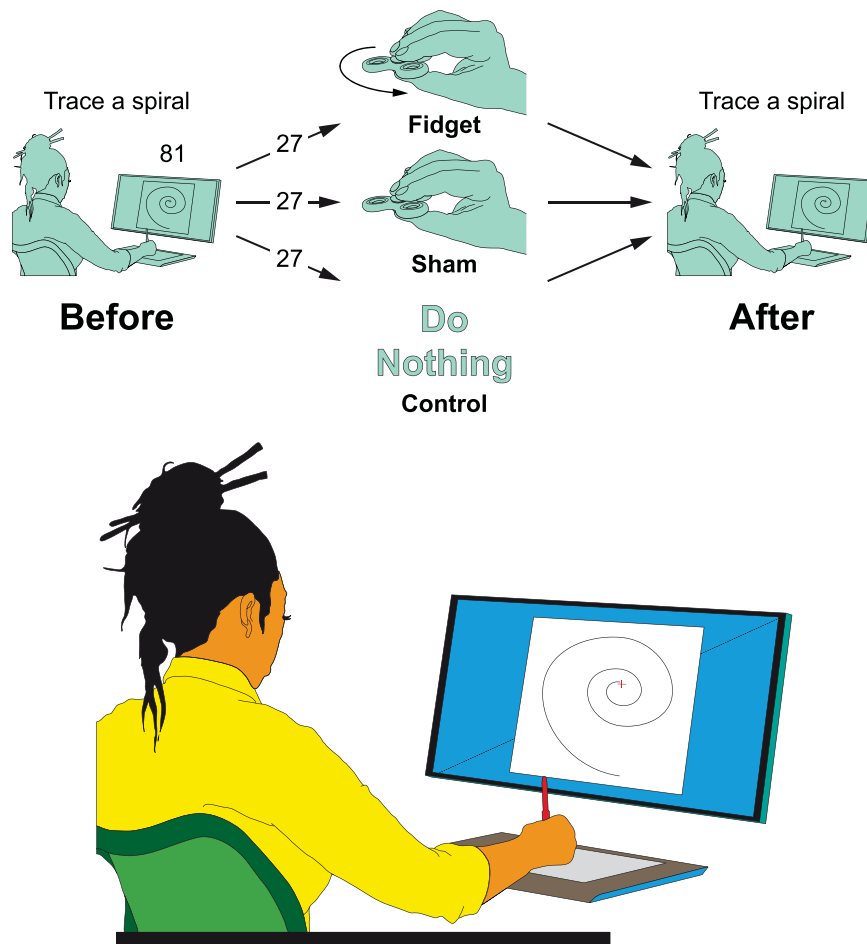 Trace a spiral
81
Before
27
27
27
Fidget
Sham
Do
Nothing
Control
Trace a spiral
After